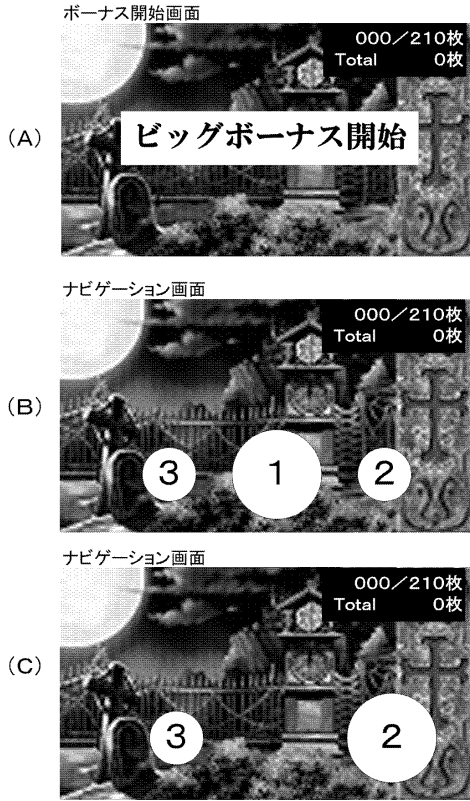 ボーナス開始画面
000／210枚
Total 0枚
(A)
ビッグボーナス開始
ナビゲーション画面
000／210枚
Total 0枚
(B)
3 1 2
ナビゲーション画面
000／210枚
Total 0枚
(C)
3 2